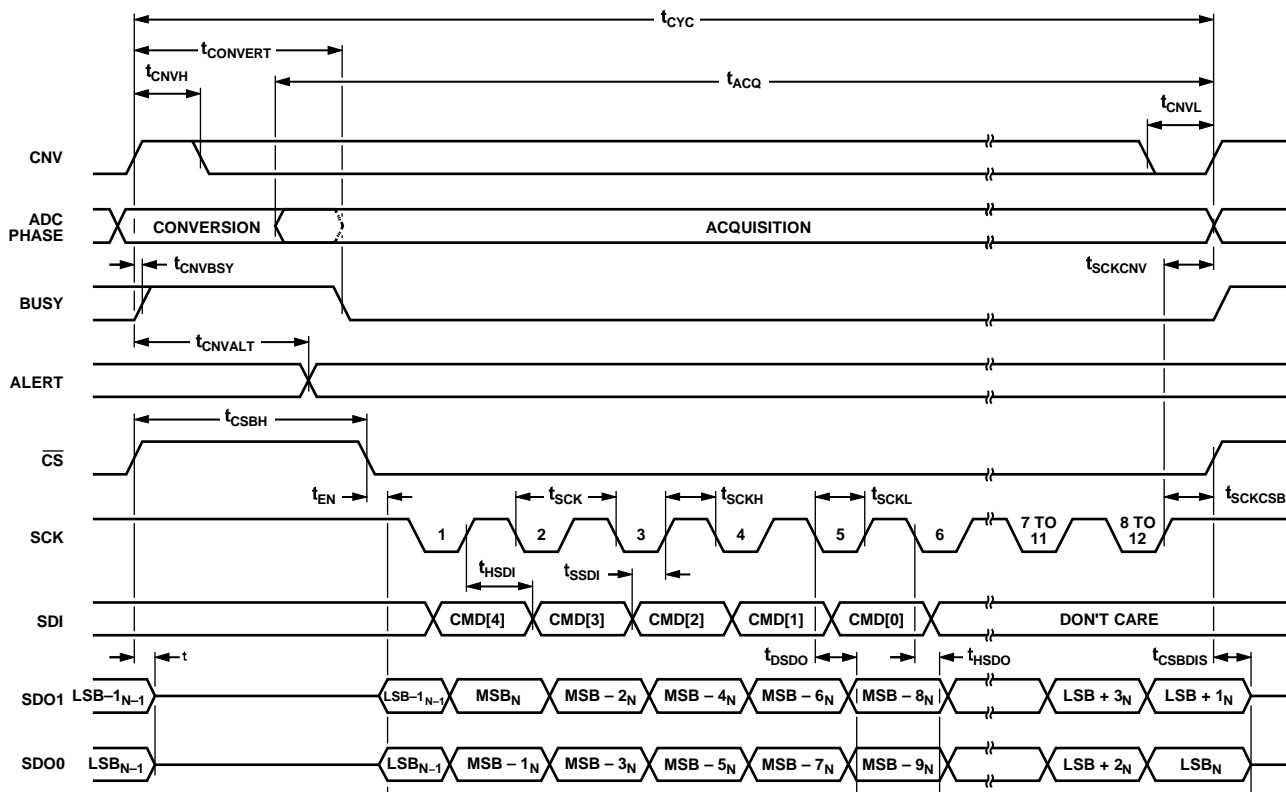 tCYC
tCONVERT
tCNVH
tACQ
tCNVL
CNV
ADC PHASE
CONVERSION
ACQUISITION
tCNVBSY
tSCKCNV
BUSY
tCNVALT
ALERT
tCSBH
CS
tEN
tSCK
tSCKH
tSCKL
tSCKCSB
SCK
1 2 3 4 5 6 7 TO 11 8 TO 12
tHSDI
tSSDI
SDI
CMD[4] CMD[3] CMD[2] CMD[1] CMD[0] DON'T CARE
t
tDSDO
tHSDO
tCSBDIS
SDO1 LSB–1N–1 LSB–1N–1 MSBN MSB – 2N MSB – 4N MSB – 6N MSB – 8N LSB + 3N LSB + 1N
SDO0 LSBN–1 LSBN–1 MSB – 1N MSB – 3N MSB – 5N MSB – 7N MSB – 9N LSB + 2N LSBN